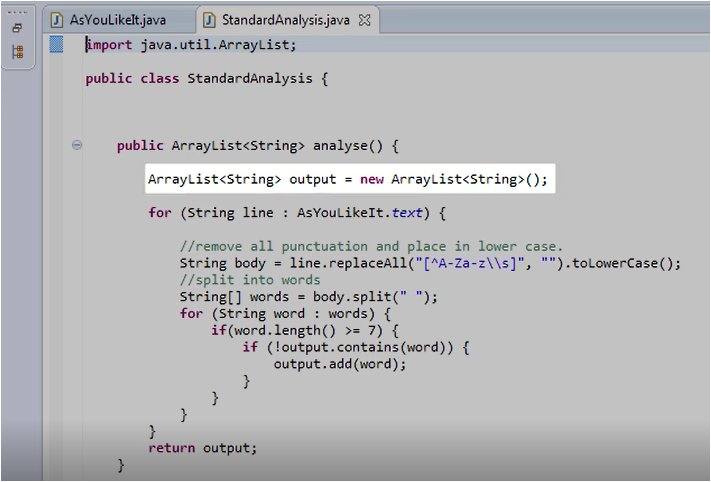 AsYouLikeIt.java StandardAnalysis.java
import java.util.ArrayList;
public class StandardAnalysis {
public ArrayList<String> analyse() {
ArrayList<String> output = new ArrayList<String>();
for (String line : AsYouLikeIt.text) {
//remove all punctuation and place in lower case.
String body = line.replaceAll("[^A-Za-z\\s]", "").toLowerCase();
//split into words
String[] words = body.split(" ");
for (String word : words) {
if(word.length() >= 7) {
if (!output.contains(word)) {
output.add(word);
}
}
}
}
return output;
}